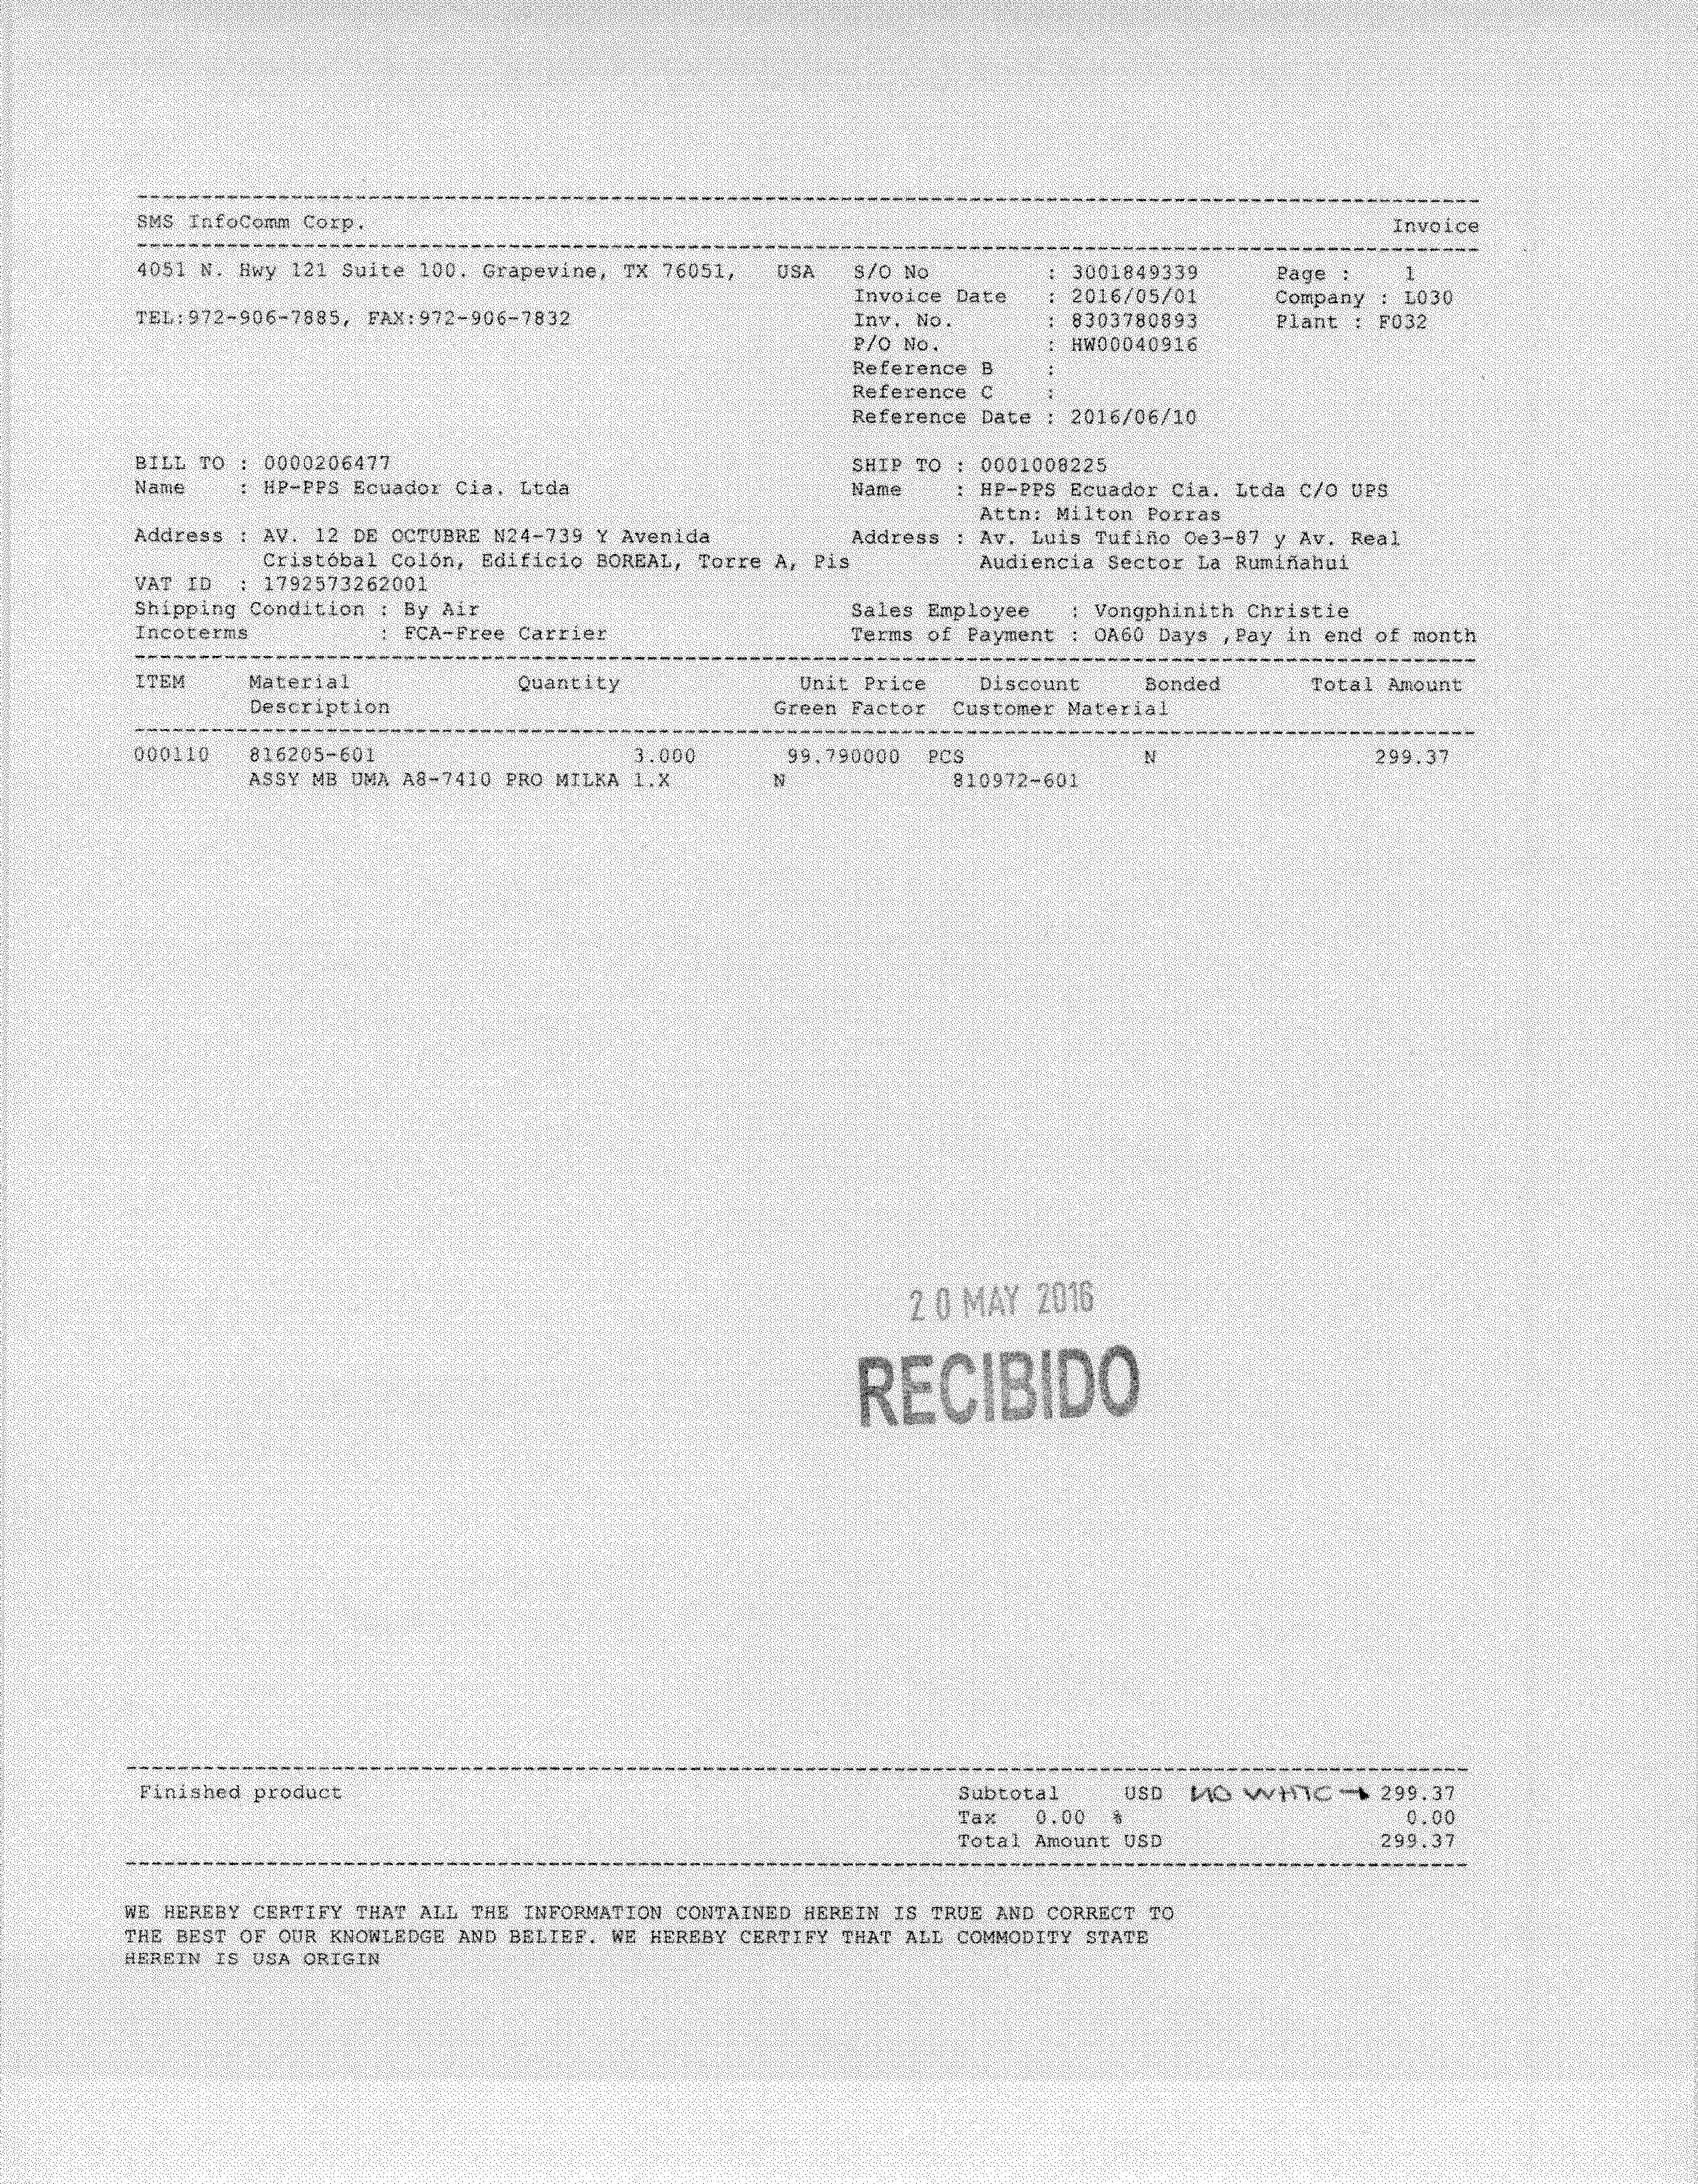 SMS InfoComm Corp. Invoice
4051 N. Hwy 121 Suite 100. Grapevine, TX 76051, USA S/O No : 3001849339 Page : 1
Invoice Date : 2016/05/01 Company : L030
TEL:972-906-7885, FAX:972-906-7832 Inv. No. : 8303780893 Plant : F032
P/O No. : HW00040916
Reference B :
Reference C :
Reference Date : 2016/06/10
BILL TO : 0000206477 SHIP TO : 0001008225
Name : HP-PPS Ecuador Cia. Ltda Name : HP-PPS Ecuador Cia. Ltda C/O UPS
Attn: Milton Porras
Address : AV. 12 DE OCTUBRE N24-739 Y Avenida Address : Av. Luis Tufiño Oe3-87 y Av. Real
Cristóbal Colón, Edificio BOREAL, Torre A, Pis Audiencia Sector La Rumiñahui
VAT ID : 1792573262001
Shipping Condition : By Air Sales Employee : Vongphinith Christie
Incoterms : FCA-Free Carrier Terms of Payment : OA60 Days ,Pay in end of month
ITEM Material Quantity Unit Price Discount Bonded Total Amount
Description Green Factor Customer Material
000110 816205-601 3.000 99.790000 PCS N 299.37
ASSY MB UMA A8-7410 PRO MILKA 1.X N 810972-601
20 MAY 2016
RECIBIDO
Finished product Subtotal USD NO 299.37
Tax 0.00 % 0.00
Total Amount USD 299.37
WE HEREBY CERTIFY THAT ALL THE INFORMATION CONTAINED HEREIN IS TRUE AND CORRECT TO
THE BEST OF OUR KNOWLEDGE AND BELIEF. WE HEREBY CERTIFY THAT ALL COMMODITY STATE
HEREIN IS USA ORIGIN